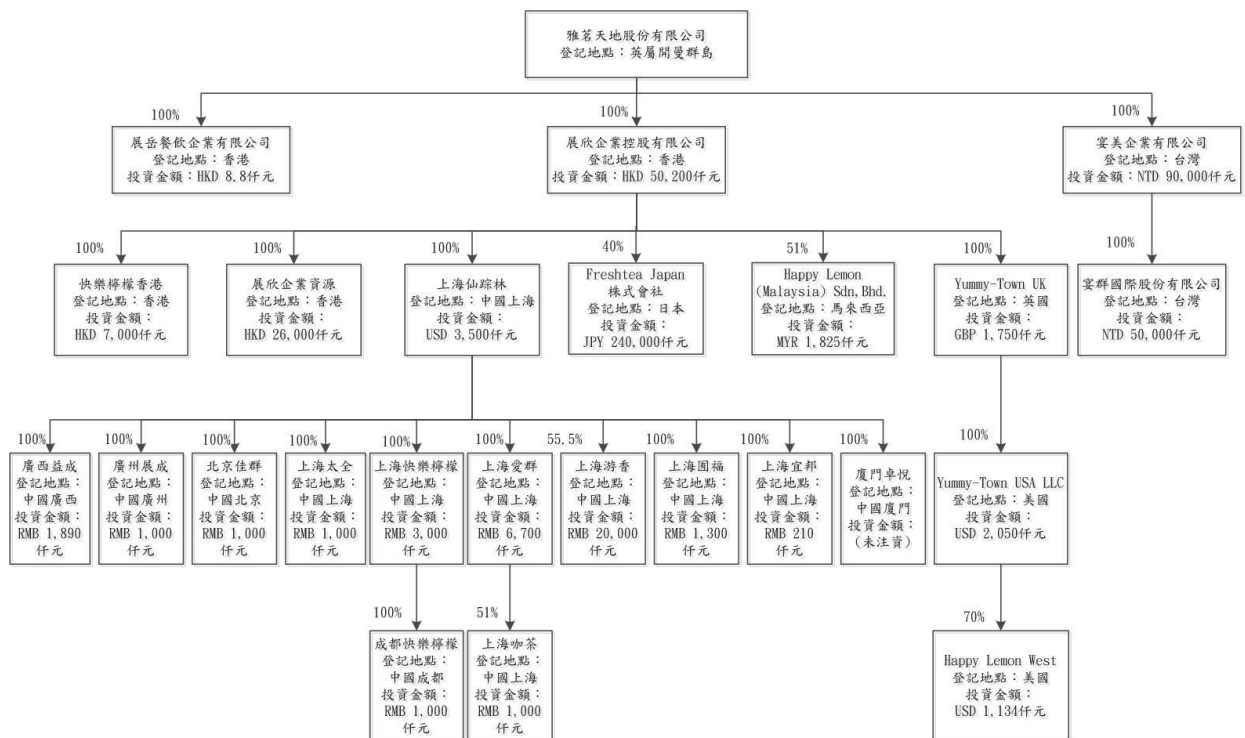 雅茗天地股份有限公司
登記地點：英屬開曼群島
100%
100%
100%
展岳餐飲企業有限公司
登記地點：香港
投資金額：HKD 8.8仟元
展欣企業控股有限公司
登記地點：香港
投資金額：HKD 50,200仟元
宴美企業有限公司
登記地點：台灣
投資金額：NTD 90,000仟元
100%
100%
100%
40%
51%
100%
100%
快樂檸檬香港
登記地點：香港
投資金額：
HKD 7,000仟元
展欣企業資源
登記地點：香港
投資金額：
HKD 26,000仟元
上海仙踪林
登記地點：中國上海
投資金額：
USD 3,500仟元
Freshtea Japan
株式會社
登記地點：日本
投資金額：
JPY 240,000仟元
Happy Lemon
(Malaysia) Sdn,Bhd.
登記地點：馬來西亞
投資金額：
MYR 1,825仟元
Yummy-Town UK
登記地點：英國
投資金額：
GBP 1,750仟元
宴群國際股份有限公司
登記地點：台灣
投資金額：
NTD 50,000仟元
100%
100%
100%
100%
100%
100%
55.5%
100%
100%
100%
100%
廣西益成
登記地點：
中國廣西
投資金額：
RMB 1,890
仟元
廣州展成
登記地點：
中國廣州
投資金額：
RMB 1,000
仟元
北京佳群
登記地點：
中國北京
投資金額：
RMB 1,000
仟元
上海太全
登記地點：
中國上海
投資金額：
RMB 1,000
仟元
上海快樂檸檬
登記地點：
中國上海
投資金額：
RMB 3,000
仟元
上海愛群
登記地點：
中國上海
投資金額：
RMB 6,700
仟元
上海游香
登記地點：
中國上海
投資金額：
RMB 20,000
仟元
上海圃福
登記地點：
中國上海
投資金額：
RMB 1,300
仟元
上海宜邦
登記地點：
中國上海
投資金額：
RMB 210
仟元
廈門卓悅
登記地點：
中國廈門
投資金額：
(未注資)
Yummy-Town USA LLC
登記地點：美國
投資金額：
USD 2,050仟元
100%
51%
70%
成都快樂檸檬
登記地點：
中國成都
投資金額：
RMB 1,000
仟元
上海咖茶
登記地點：
中國上海
投資金額：
RMB 1,000
仟元
Happy Lemon West
登記地點：美國
投資金額：
USD 1,134仟元